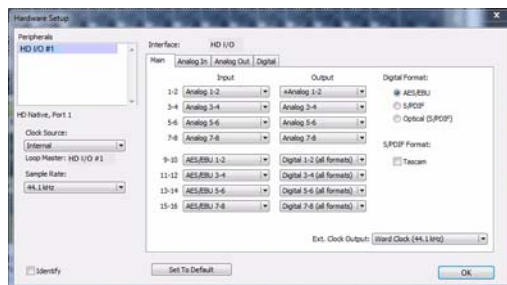 Hardware Setup
Peripherals
HD I/O #1
HD Native, Port 1
Clock Source:
Internal
Loop Master: HD I/O #1
Sample Rate:
44.1 kHz
Identify
Interface: HD I/O
Main Analog In Analog Out Digital
Input Output
1-2 Analog 1-2 +Analog 1-2
3-4 Analog 3-4 Analog 3-4
5-6 Analog 5-6 Analog 5-6
7-8 Analog 7-8 Analog 7-8
9-10 AES/EBU 1-2 Digital 1-2 (all formats)
11-12 AES/EBU 3-4 Digital 3-4 (all formats)
13-14 AES/EBU 5-6 Digital 5-6 (all formats)
15-16 AES/EBU 7-8 Digital 7-8 (all formats)
Digital Format:
AES/EBU
S/PDIF
Optical (S/PDIF)
S/PDIF Format:
Tascam
Ext. Clock Output: Word Clock (44.1 kHz)
Set To Default
OK